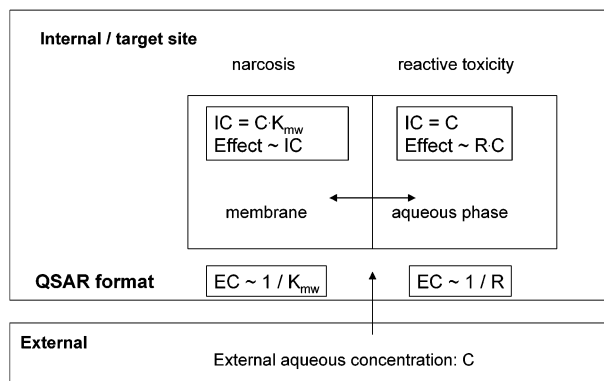 Internal / target site
narcosis reactive toxicity
IC = C·Kmw IC = C
Effect ~ IC Effect ~ R·C
membrane aqueous phase
QSAR format EC ~ 1 / Kmw EC ~ 1 / R
External
External aqueous concentration: C